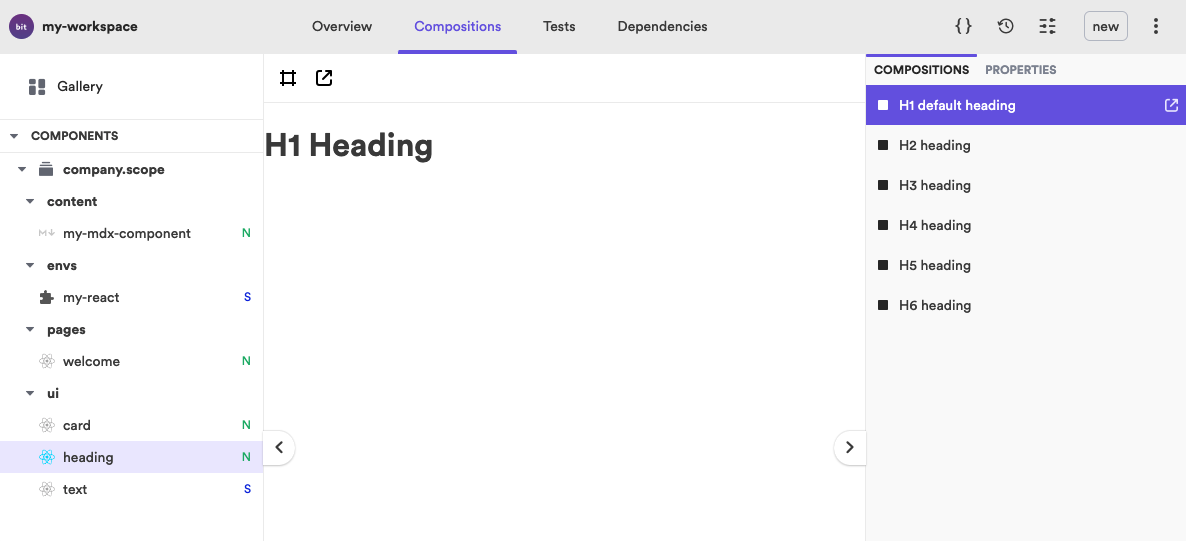 bit my-workspace
Overview Compositions Tests Dependencies
{} new
Gallery
COMPONENTS
company.scope
content
M↓ my-mdx-component N
envs
my-react S
pages
welcome N
ui
card N
heading N
text S
H1 Heading
COMPOSITIONS PROPERTIES
H1 default heading
H2 heading
H3 heading
H4 heading
H5 heading
H6 heading